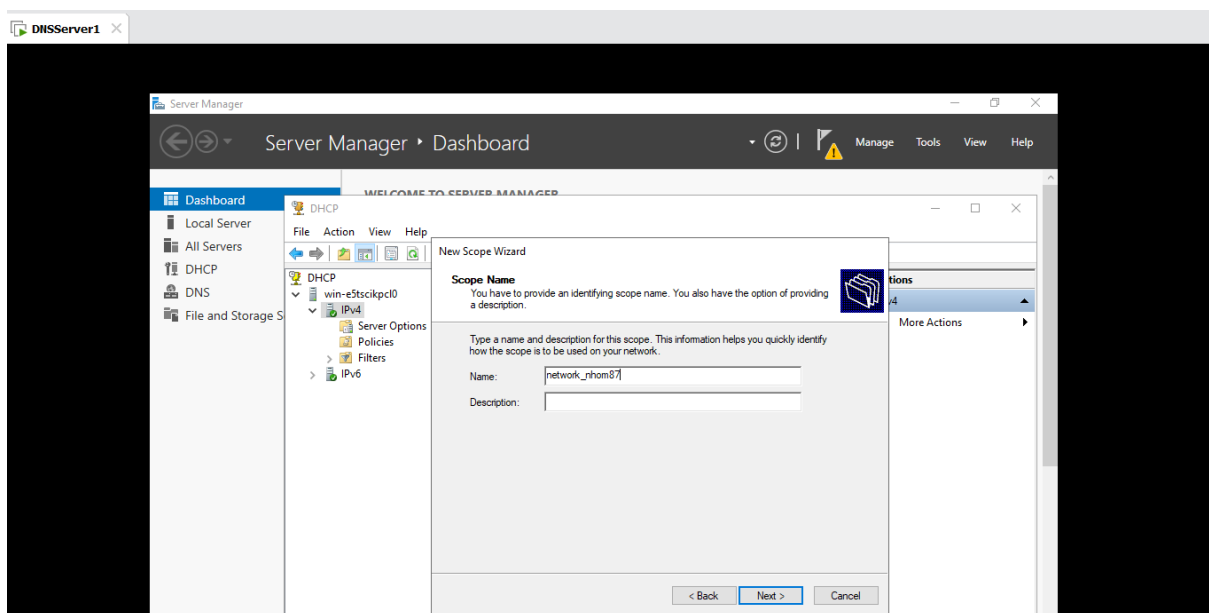 DNSServer1
Server Manager
Server Manager • Dashboard
Manage Tools View Help
Dashboard
Local Server
All Servers
DHCP
DNS
File and Storage S
WELCOME TO SERVER MANAGER
DHCP
File Action View Help
DHCP
win-e5tscikpcl0
IPv4
Server Options
Policies
Filters
IPv6
New Scope Wizard
Scope Name
You have to provide an identifying scope name. You also have the option of providing
a description.
Type a name and description for this scope. This information helps you quickly identify
how the scope is to be used on your network.
Name: network_nhom87
Description:
< Back Next > Cancel
tions
v4
More Actions